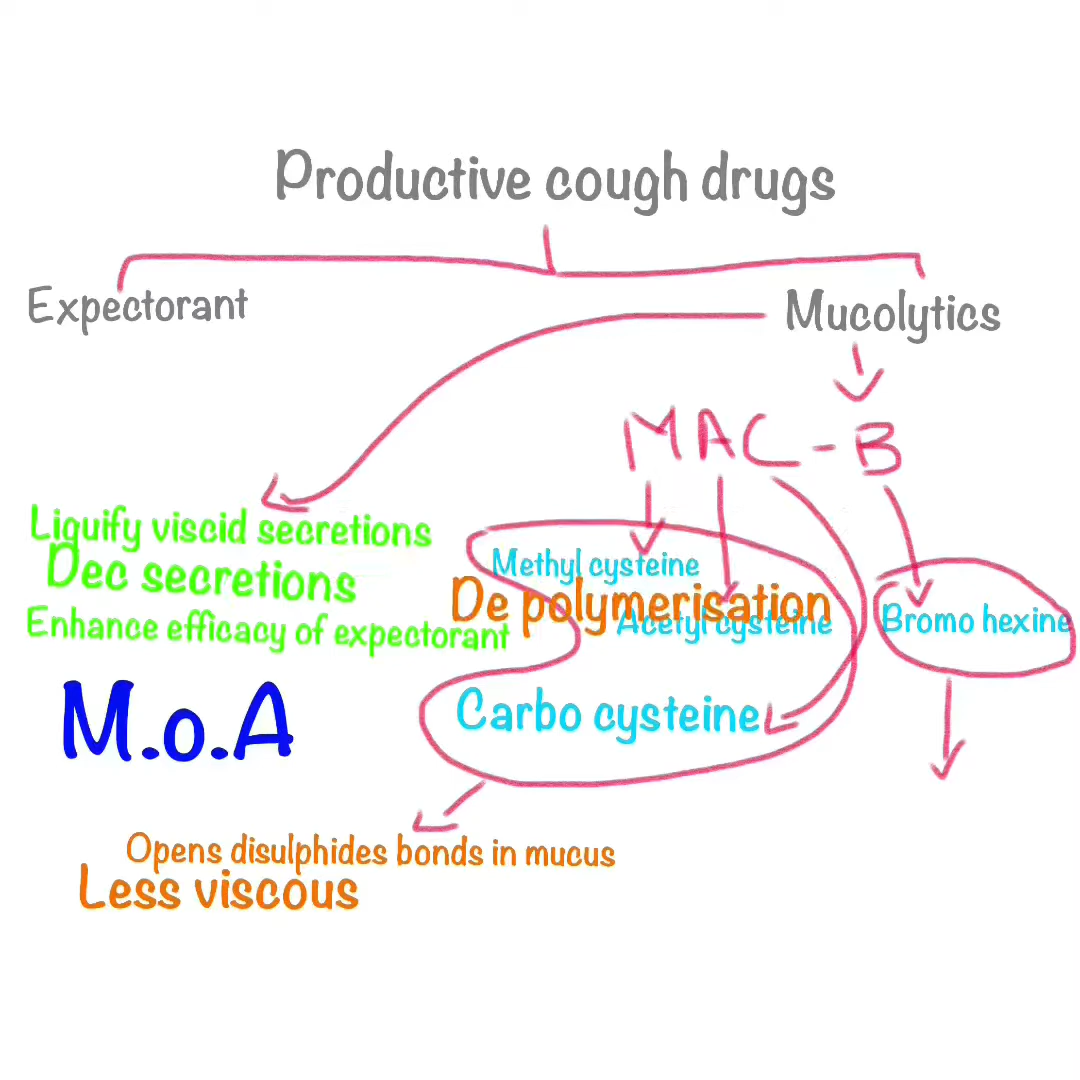 Productive cough drugs
Expectorant
Mucolytics
MAC-B
Liquify viscid secretions
Dec secretions
Enhance efficacy of expectorant
Methyl cysteine
De polymerisation
Acetyl cysteine
Bromo hexine
Carbo cysteine
M.o.A
Opens disulphides bonds in mucus
Less viscous